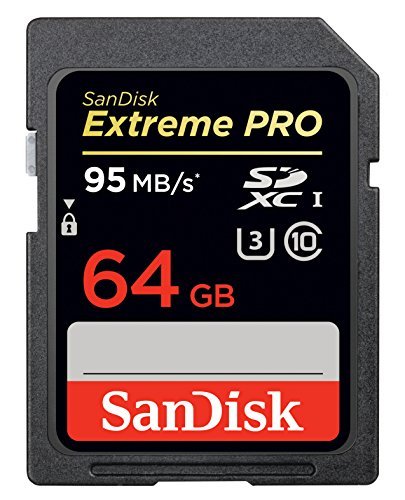 SanDisk
Extreme PRO
95 MB/s*
SD
XC I
3 10
64 GB
SanDisk